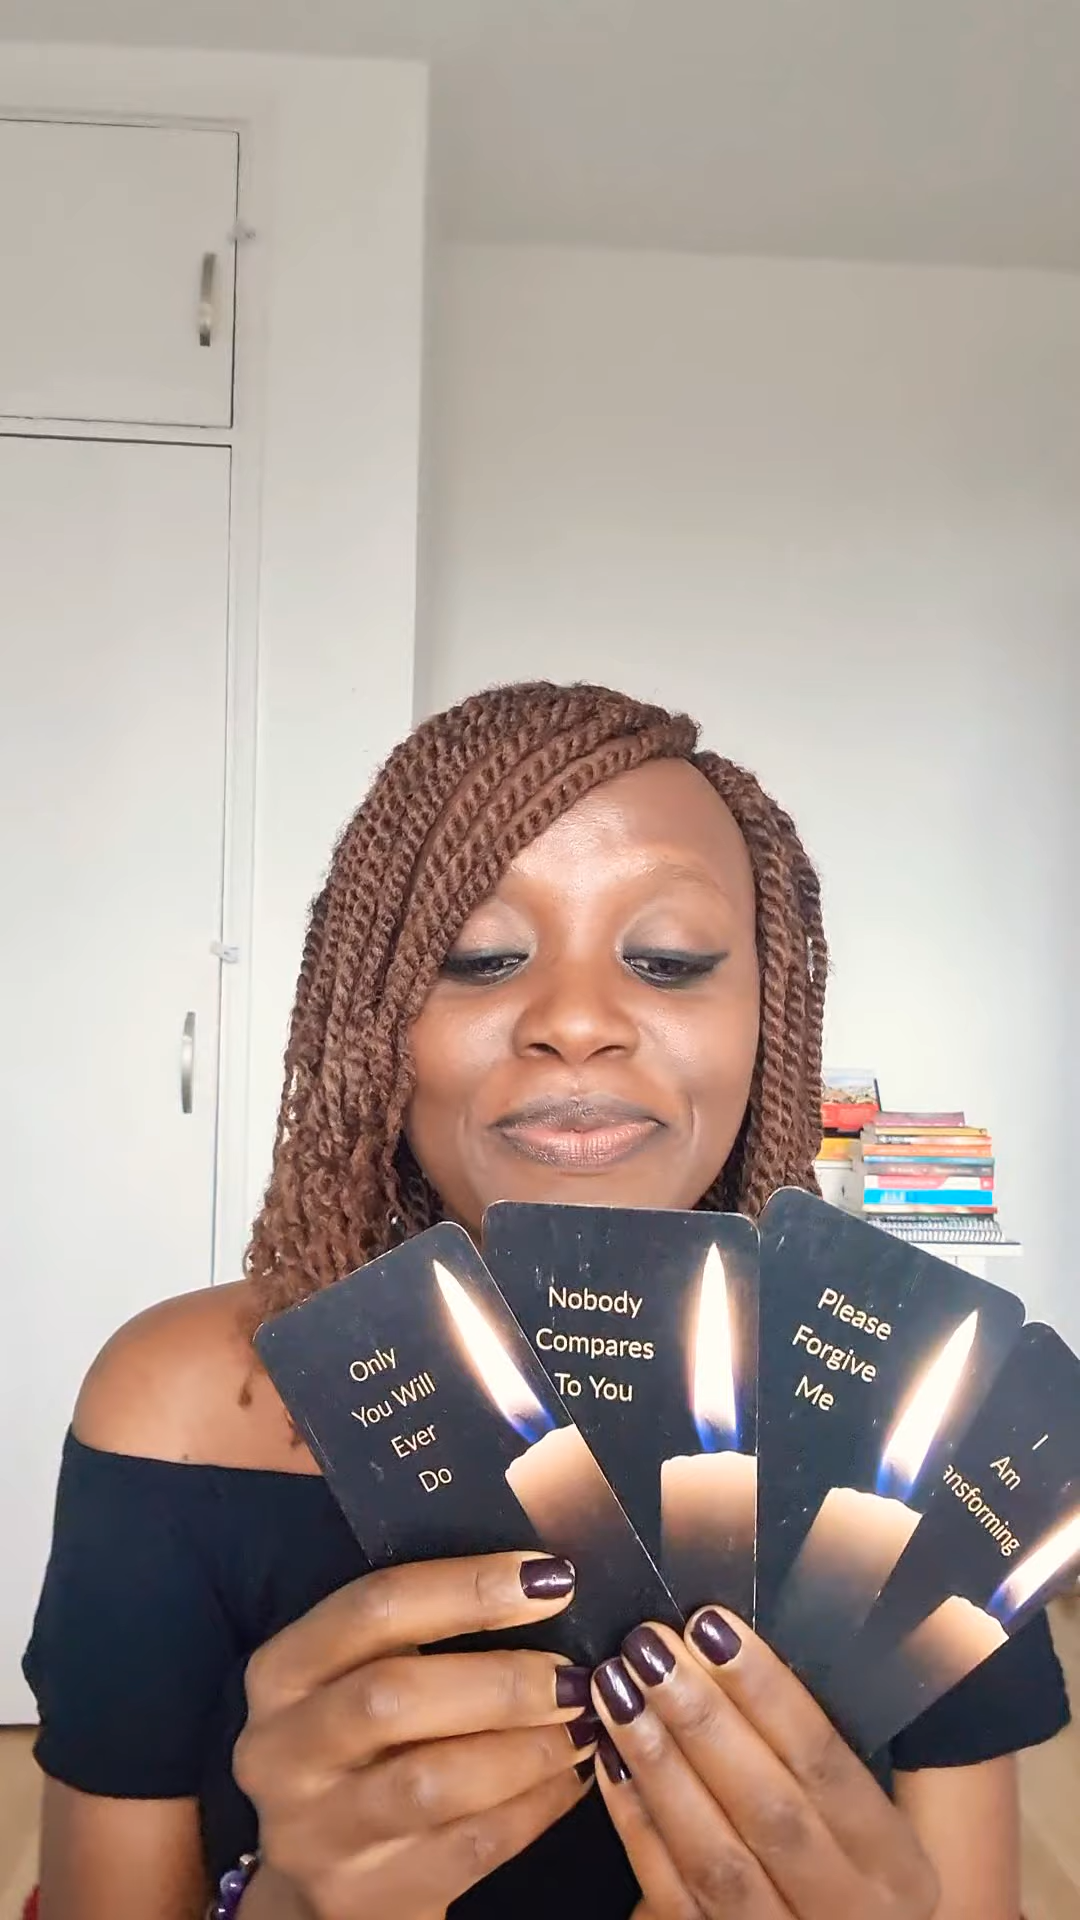 Only
You Will
Ever
Do
Nobody
Compares
To You
Please
Forgive
Me
I
Am
ansforming